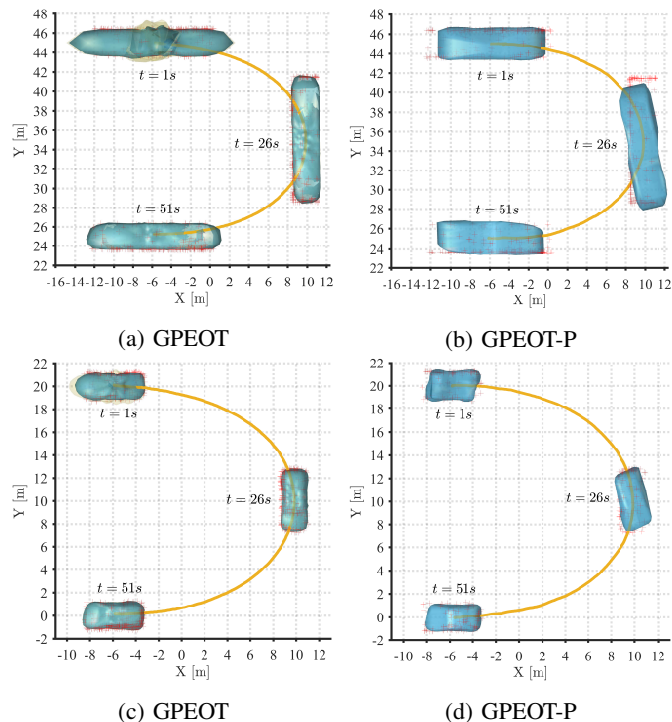 48
46
44
42
40
38
36
34
32
30
28
26
24
22
Y [m]
t = 1s
t = 26s
t = 51s
-16-14-12-10 -8 -6 -4 -2 0 2 4 6 8 10 12
X [m]
(a) GPEOT
48
46
44
42
40
38
36
34
32
30
28
26
24
22
Y [m]
t = 1s
t = 26s
t = 51s
-16-14-12-10 -8 -6 -4 -2 0 2 4 6 8 10 12
X [m]
(b) GPEOT-P
22
20
18
16
14
12
10
8
6
4
2
0
-2
Y [m]
t = 1s
t = 26s
t = 51s
-10 -8 -6 -4 -2 0 2 4 6 8 10 12
X [m]
(c) GPEOT
22
20
18
16
14
12
10
8
6
4
2
0
-2
Y [m]
t = 1s
t = 26s
t = 51s
-10 -8 -6 -4 -2 0 2 4 6 8 10 12
X [m]
(d) GPEOT-P